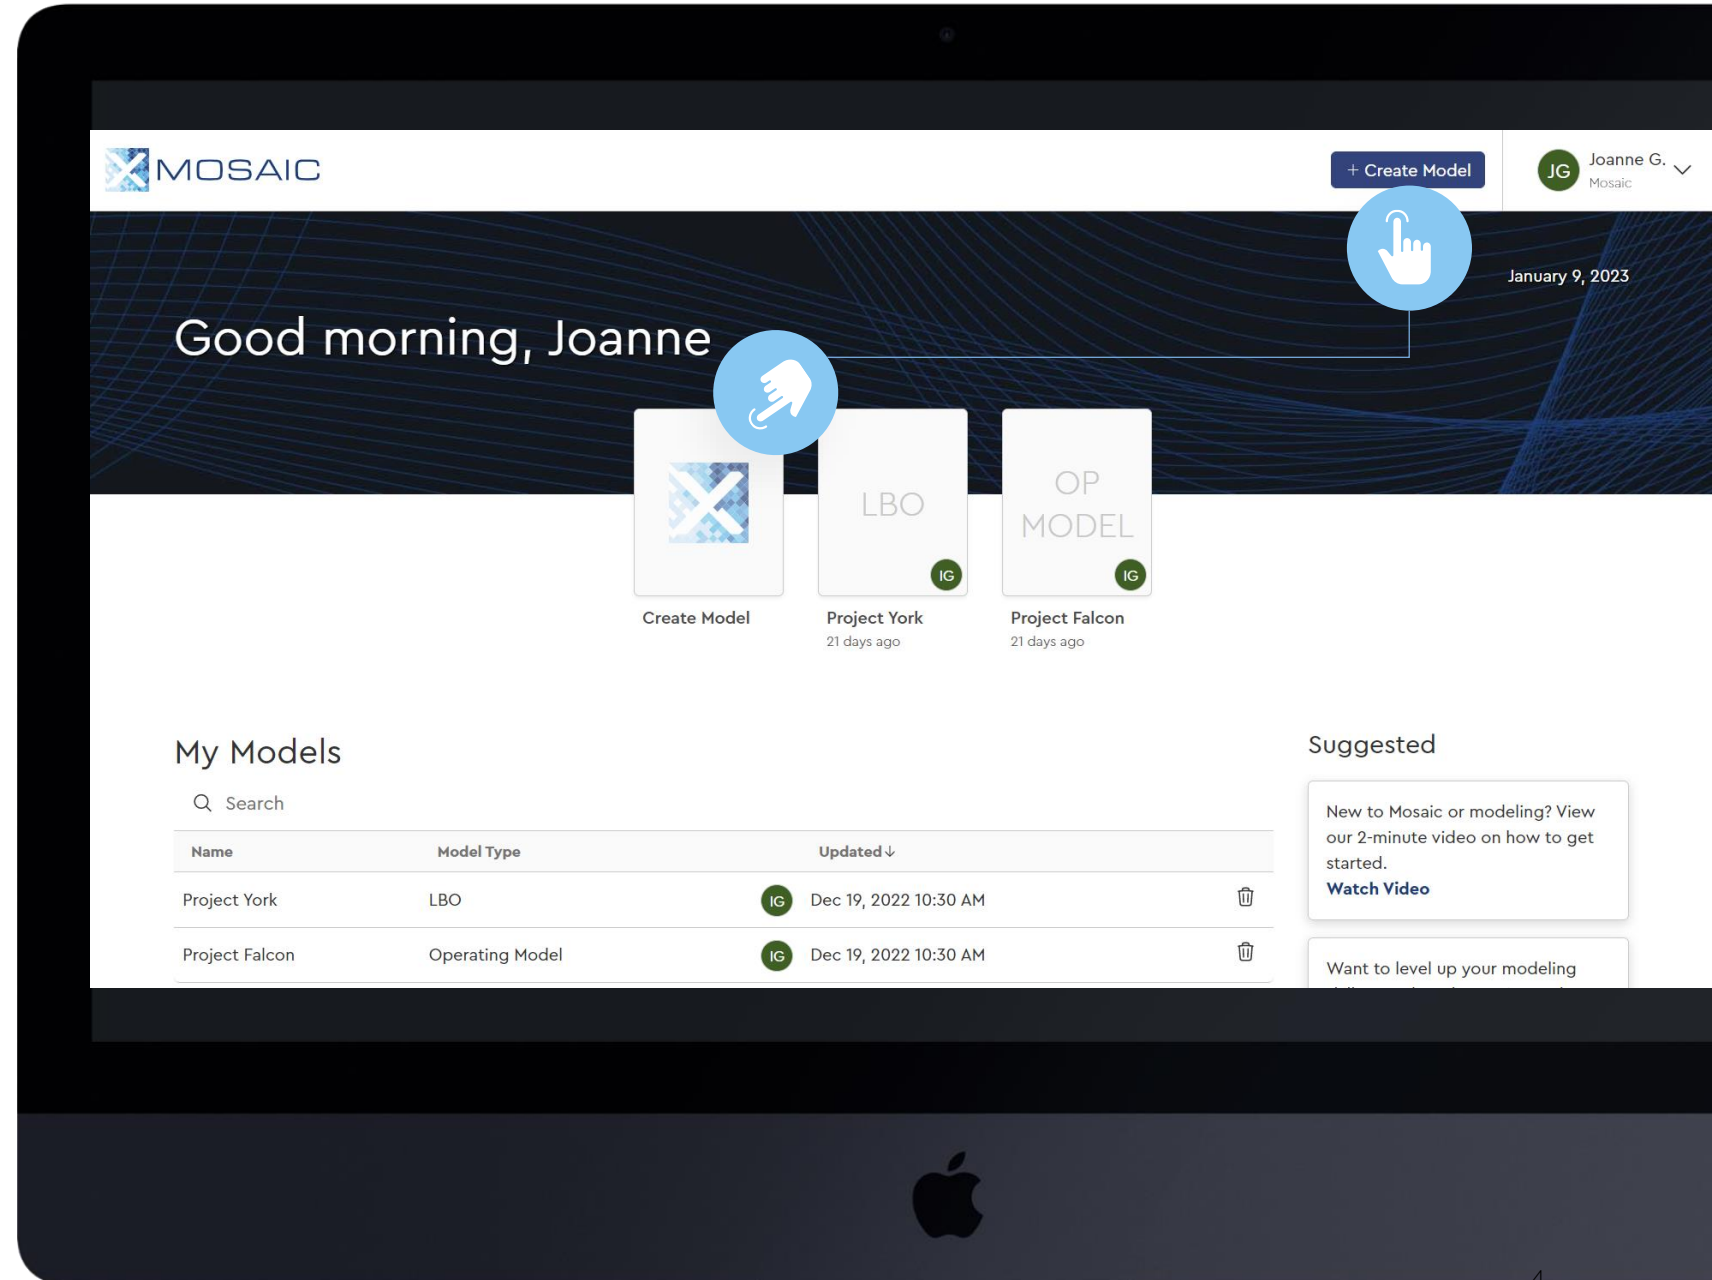 MOSAIC
+ Create Model
JG
Joanne G.
Mosaic
January 9, 2023
Good morning, Joanne
LBO
IG
OP
MODEL
IG
Create Model
Project York
21 days ago
Project Falcon
21 days ago
My Models
Search
Name Model Type Updated↓
Project York LBO IG Dec 19, 2022 10:30 AM
Project Falcon Operating Model IG Dec 19, 2022 10:30 AM
Suggested
New to Mosaic or modeling? View
our 2-minute video on how to get
started.
Watch Video
Want to level up your modeling